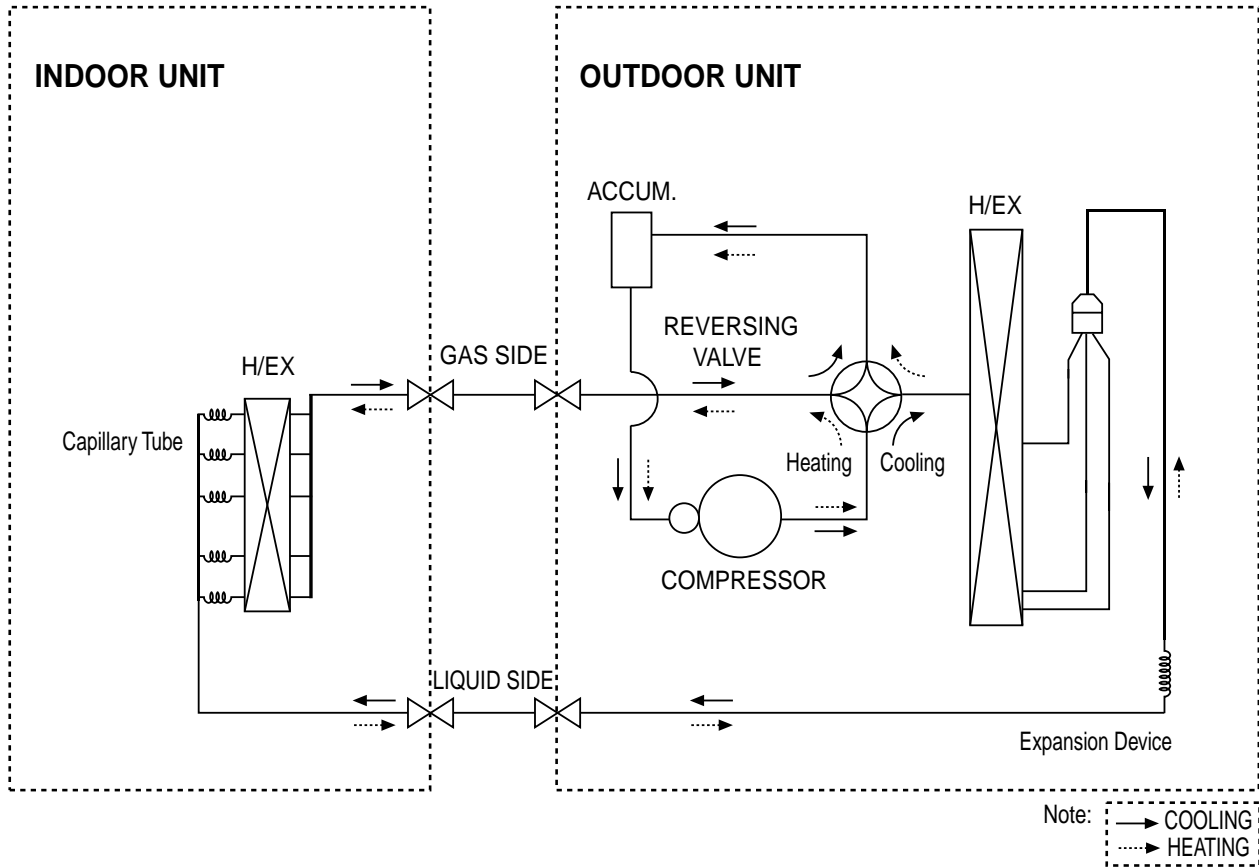 INDOOR UNIT
OUTDOOR UNIT
ACCUM.
H/EX
REVERSING
VALVE
GAS SIDE
H/EX
Capillary Tube
Heating
Cooling
COMPRESSOR
LIQUID SIDE
Expansion Device
Note:
COOLING
HEATING